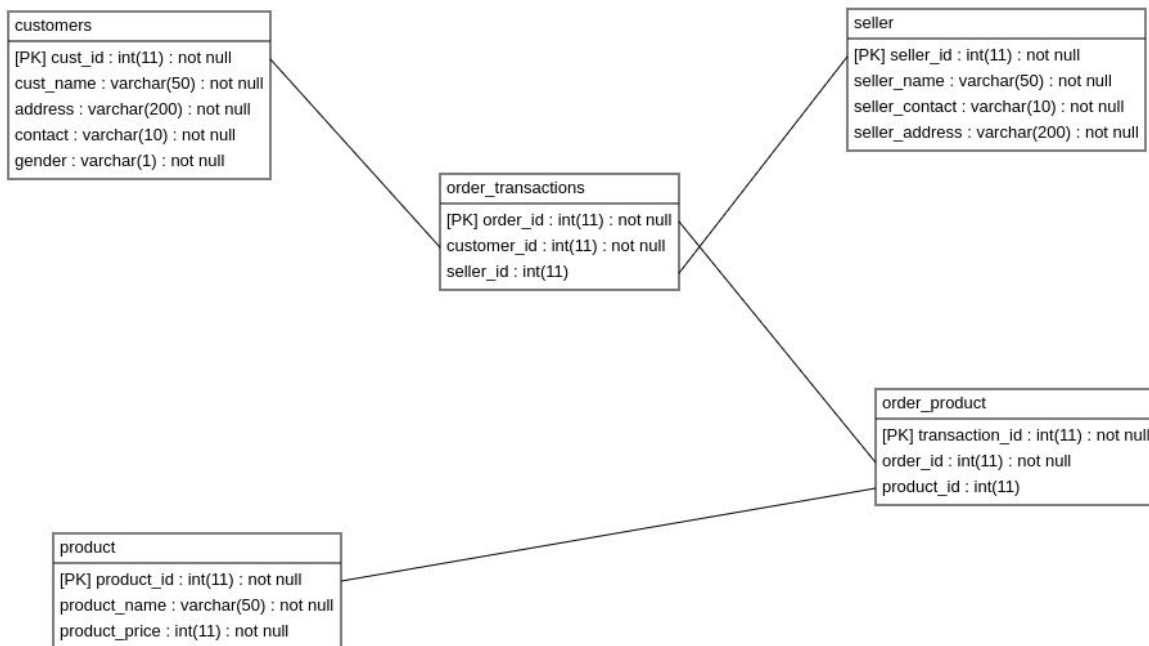 customers
[PK] cust_id : int(11) : not null
cust_name : varchar(50) : not null
address : varchar(200) : not null
contact : varchar(10) : not null
gender : varchar(1) : not null
seller
[PK] seller_id : int(11) : not null
seller_name : varchar(50) : not null
seller_contact : varchar(10) : not null
seller_address : varchar(200) : not null
order_transactions
[PK] order_id : int(11) : not null
customer_id : int(11) : not null
seller_id : int(11)
order_product
[PK] transaction_id : int(11) : not null
order_id : int(11) : not null
product_id : int(11)
product
[PK] product_id : int(11) : not null
product_name : varchar(50) : not null
product_price : int(11) : not null